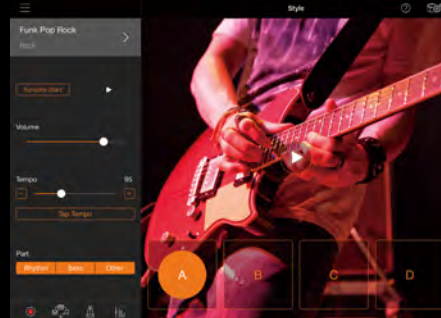 Style
?
Funk Pop Rock
Rock
Synchro Start
Volume
Tempo 95
Tap Tempo
Part
Rhythm Bass Other
A B C D